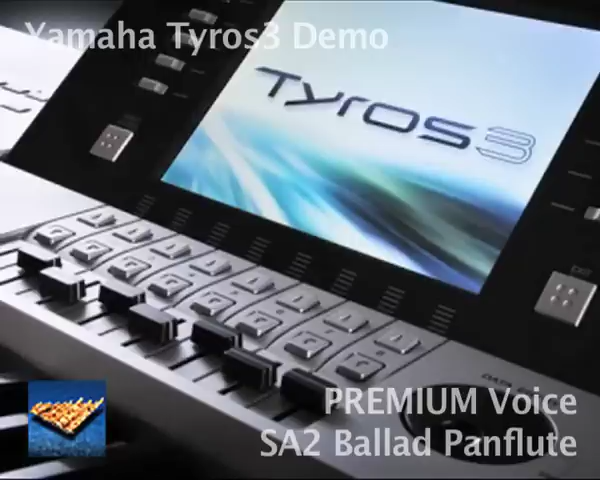 Yamaha Tyros3 Demo
Tyros3
PREMIUM Voice
SA2 Ballad Panflute